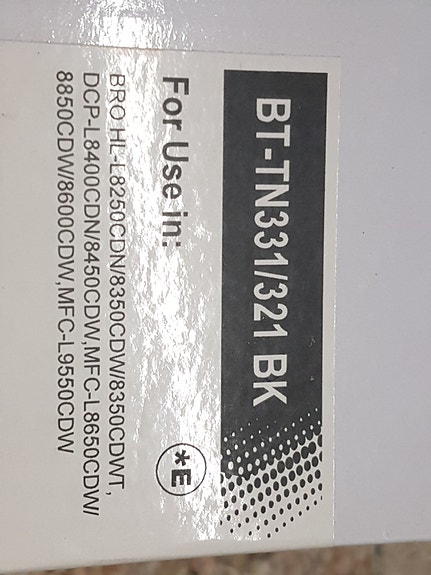 BT-TN331/321 BK
For Use in: *E
BRO HL-L8250CDN/8350CDW/8350CDWT,
DCP-L8400CDN/8450CDW,MFC-L8650CDW/
8850CDW/8600CDW,MFC-L9550CDW